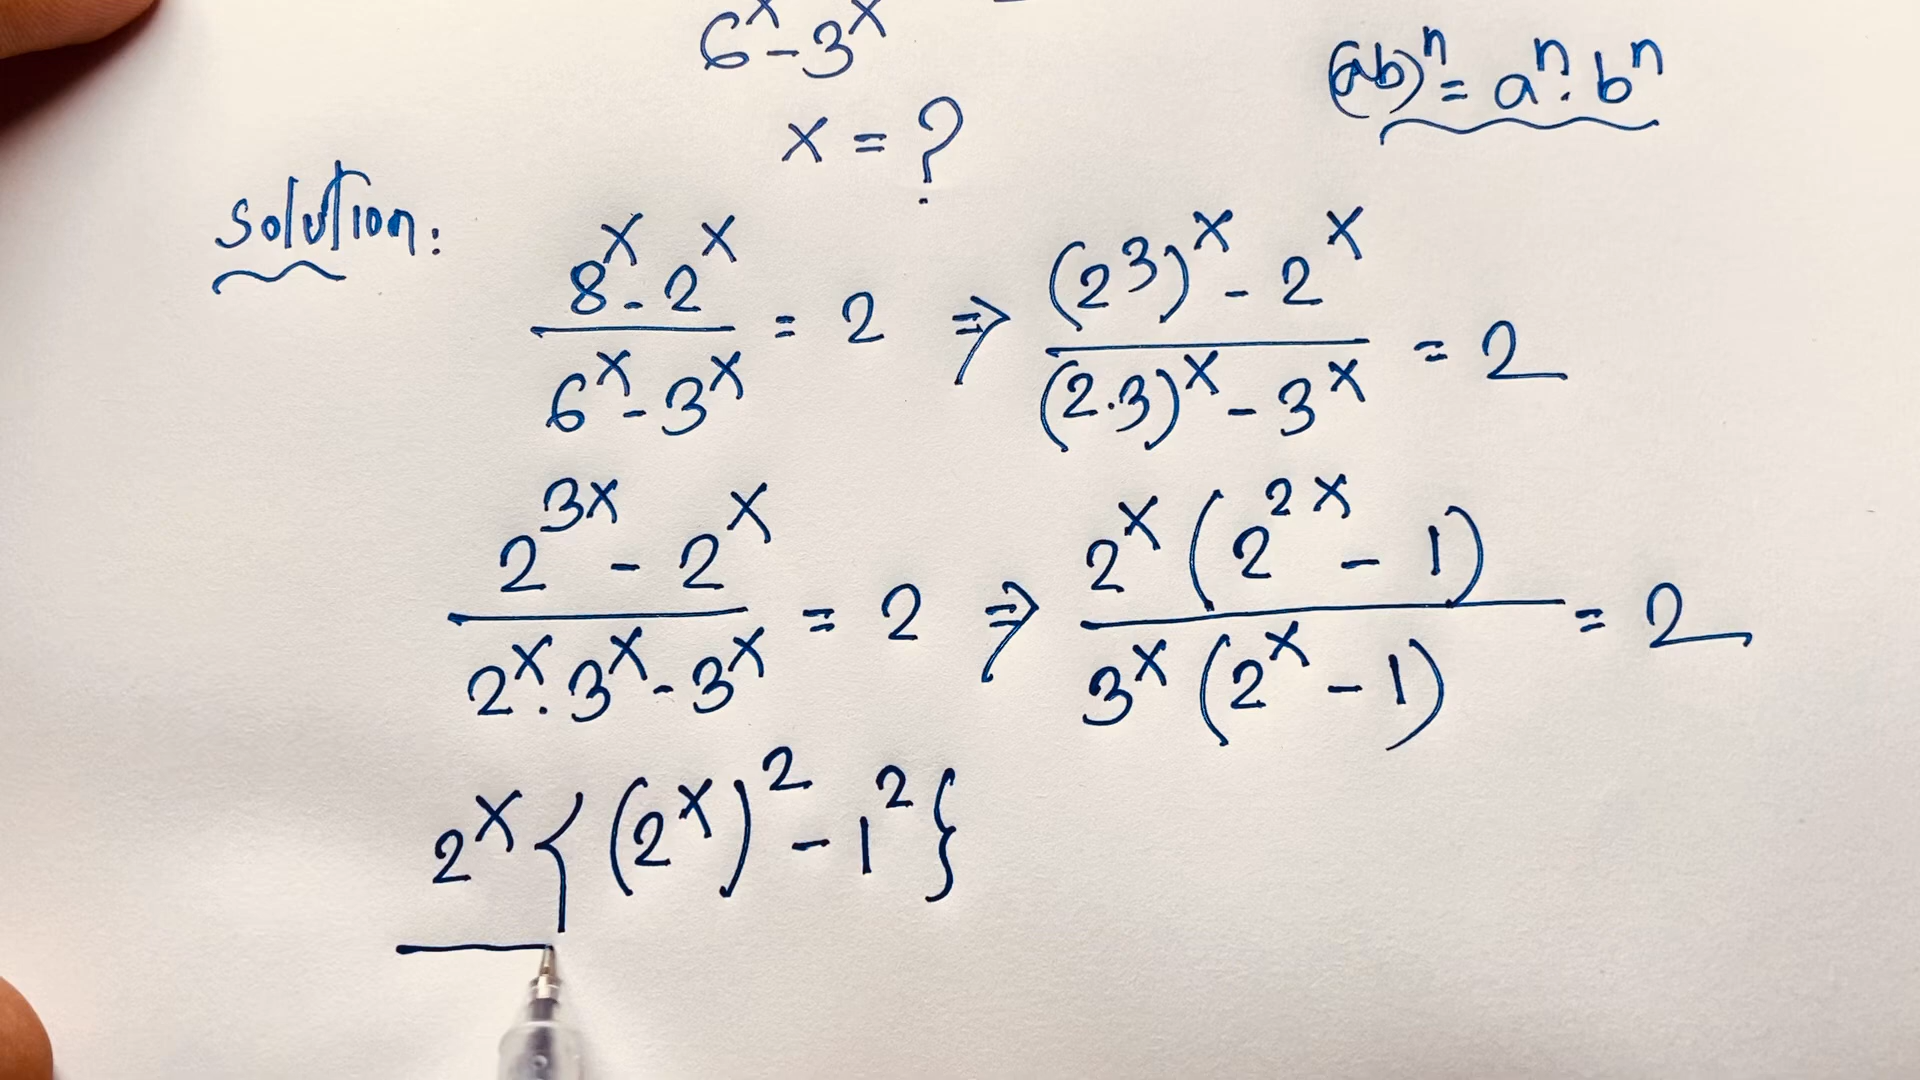 6^x - 3^x
(ab)^n = a^n . b^n
x = ?
Solution:
(8^x - 2^x) / (6^x - 3^x) = 2 ⇒ ((2^3)^x - 2^x) / ((2.3)^x - 3^x) = 2
(2^(3x) - 2^x) / (2^x . 3^x - 3^x) = 2 ⇒ (2^x (2^(2x) - 1)) / (3^x (2^x - 1)) = 2
2^x {(2^x)^2 - 1^2}